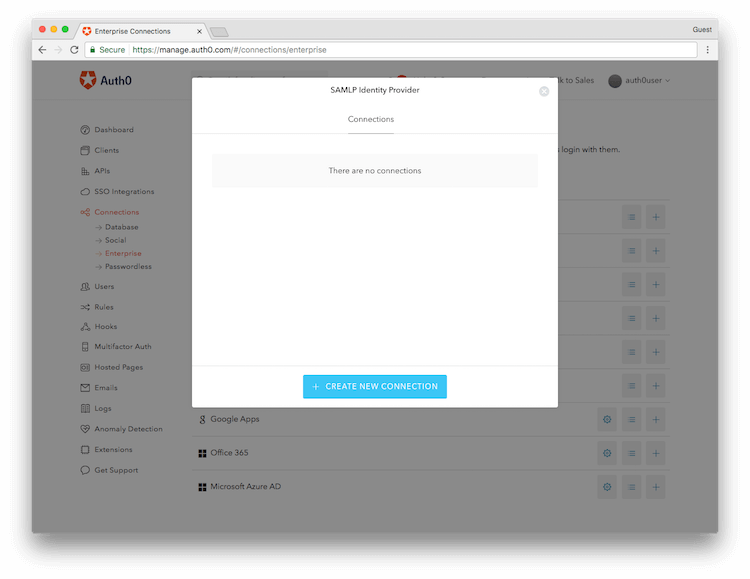 Enterprise Connections
Guest
Secure
https://manage.auth0.com/#/connections/enterprise
Auth0
lk to Sales
auth0user
SAMLP Identity Provider
Connections
There are no connections
+ CREATE NEW CONNECTION
login with them.
Dashboard
Clients
APIs
SSO Integrations
Connections
Database
Social
Enterprise
Passwordless
Users
Rules
Hooks
Multifactor Auth
Hosted Pages
Emails
Logs
Anomaly Detection
Extensions
Get Support
Google Apps
Office 365
Microsoft Azure AD